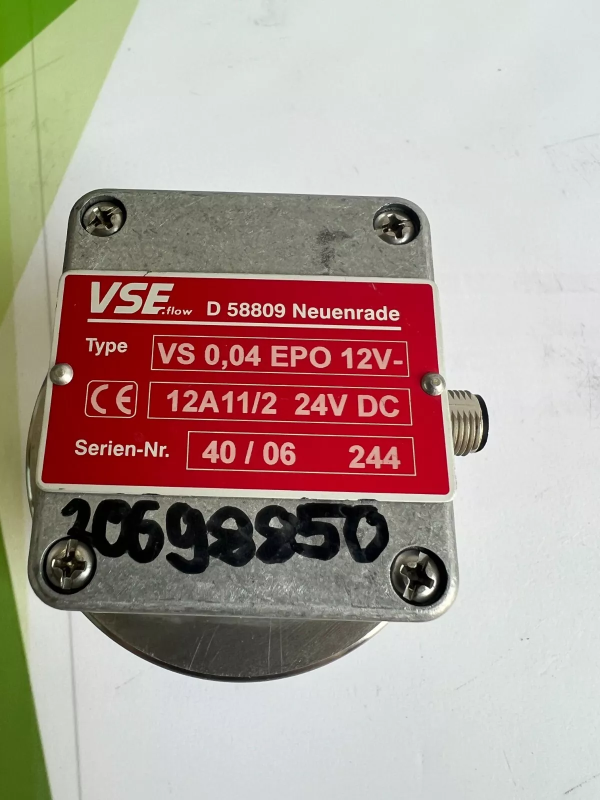 VSE.flow D 58809 Neuenrade
Type VS 0,04 EPO 12V-
CE 12A11/2 24V DC
Serien-Nr. 40 / 06 244
20698850